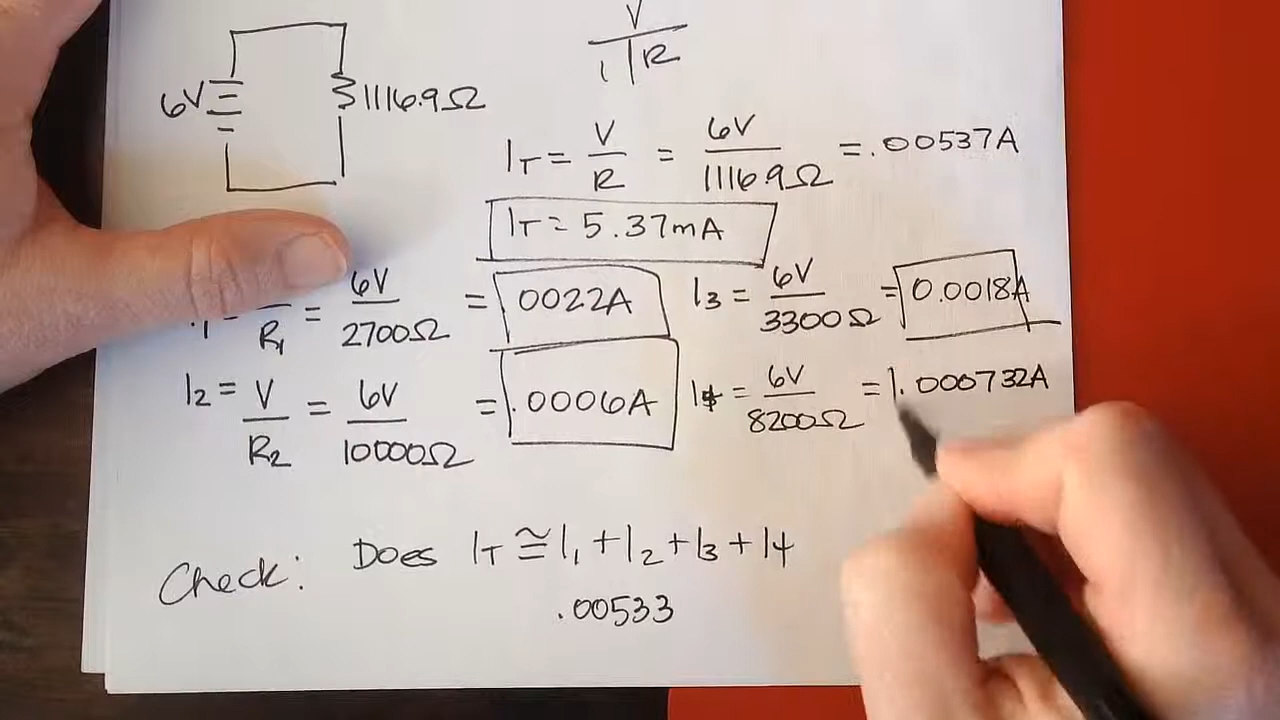 V
I R
6V 1116.9Ω
IT = V/R = 6V/1116.9Ω = .00537A
IT = 5.37mA
R1 = 6V/2700Ω = .0022A
I3 = 6V/3300Ω = 0.0018A
I2 = V/R2 = 6V/10000Ω = .0006A
I4 = 6V/8200Ω = .000732A
Check: Does IT ≅ I1 + I2 + I3 + I4
.00533